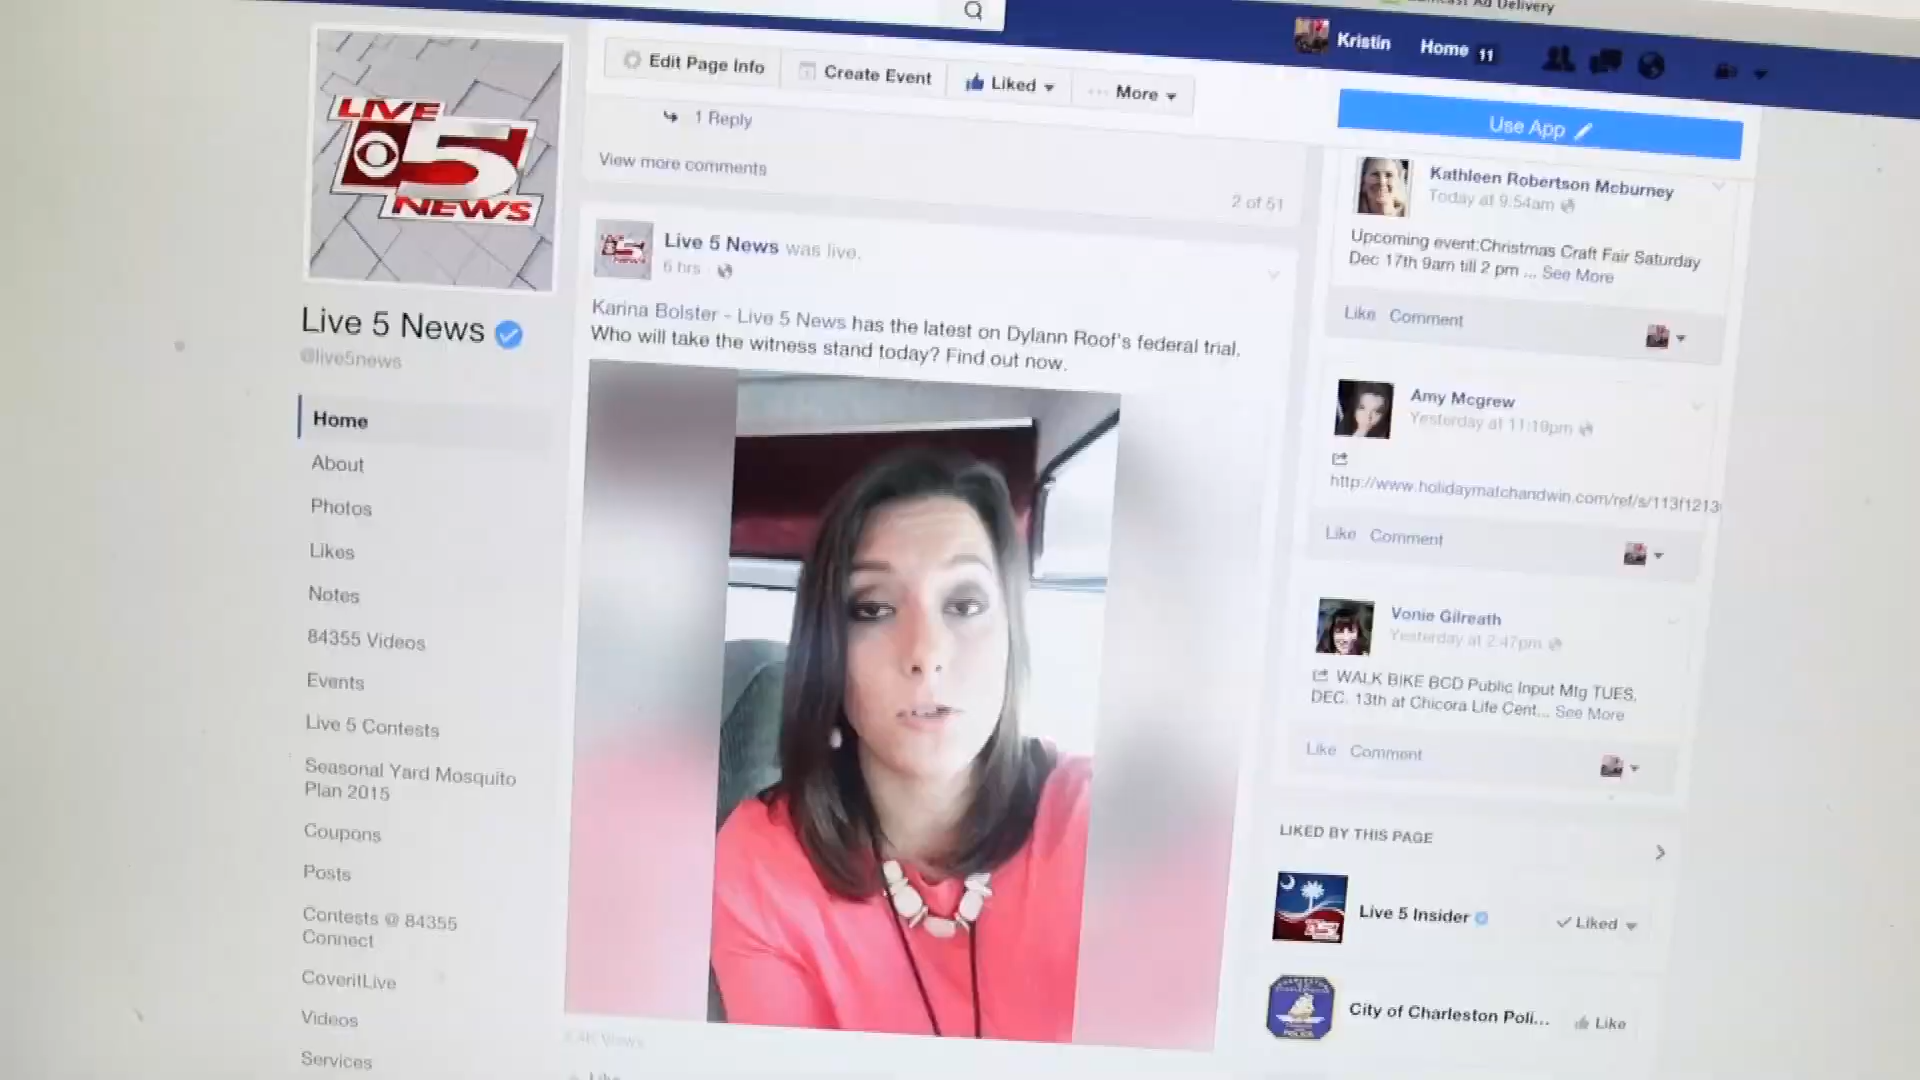 Ad Delivery
Kristin
Home 11
Edit Page Info
Create Event
Liked
More
Use App
LIVE
5
NEWS
1 Reply
View more comments
2 of 51
Live 5 News was live.
6 hrs
Karina Bolster - Live 5 News has the latest on Dylann Roof's federal trial.
Who will take the witness stand today? Find out now.
Live 5 News
@live5news
Home
About
Photos
Likes
Notes
84355 Videos
Events
Live 5 Contests
Seasonal Yard Mosquito
Plan 2015
Coupons
Posts
Contests @ 84355
Connect
CoveritLive
Videos
Services
Views
Like
Kathleen Robertson Mcburney
Today at 9:54am
Upcoming event:Christmas Craft Fair Saturday
Dec 17th 9am till 2 pm ... See More
Like Comment
Amy Mcgrew
Yesterday at 11:19pm
http://www.holidaymatchandwin.com/ref/s/113f1213
Like Comment
Vonie Gilreath
Yesterday at 2:47pm
WALK BIKE BCD Public Input Mtg TUES,
DEC. 13th at Chicora Life Cent... See More
Like Comment
LIKED BY THIS PAGE
Live 5 Insider
Liked
City of Charleston Poli...
Like